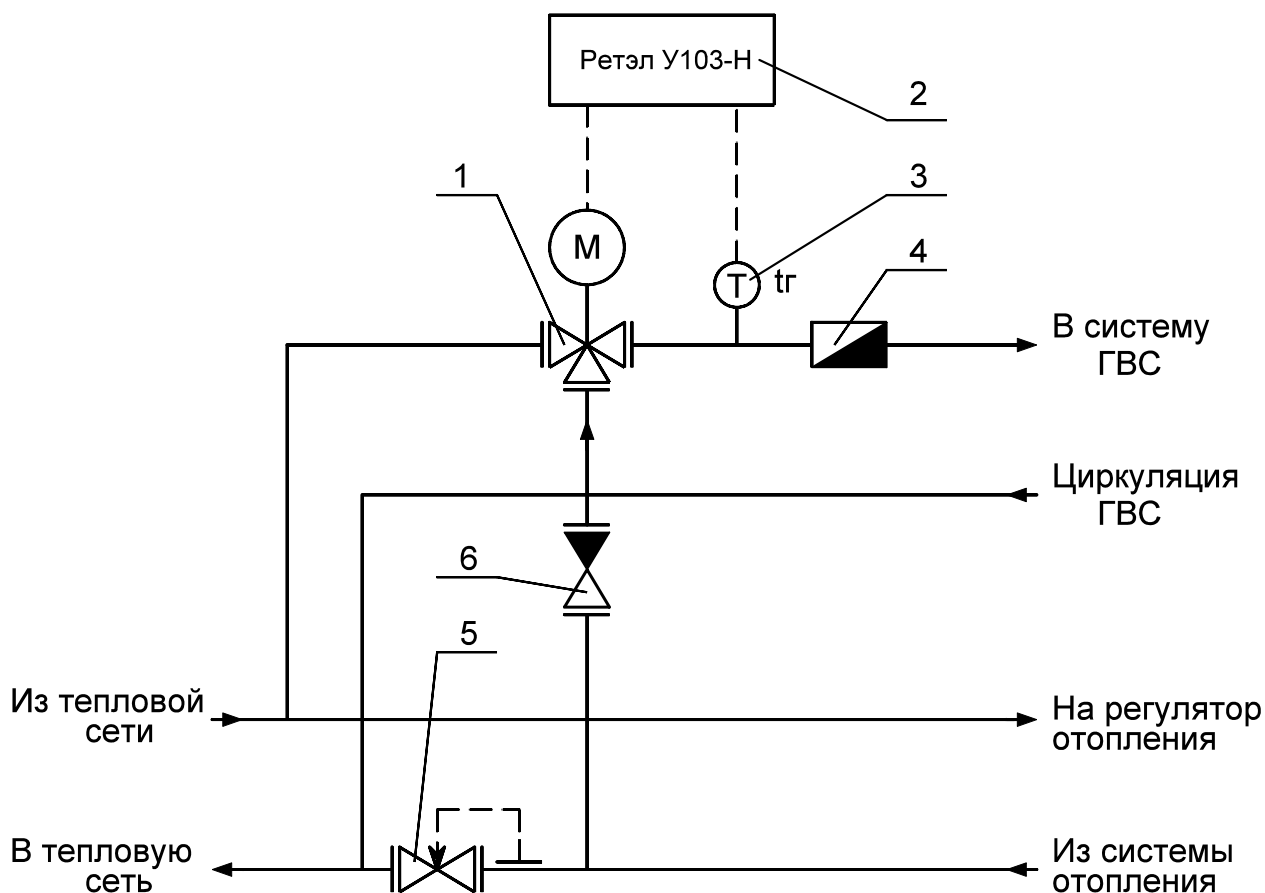 Ретэл У103-Н
2
1
3
М
4
Т
tг
В систему
ГВС
Циркуляция
ГВС
6
5
Из тепловой
сети
На регулятор
отопления
В тепловую
сеть
Из системы
отопления